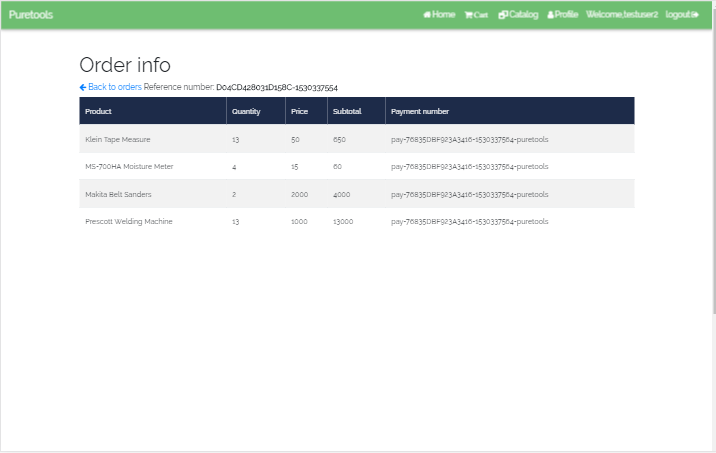 Puretools Home Cart Catalog Profile Welcome,testuser2 logout
Order info
Back to orders Reference number: D04CD428031D158C-1530337554
Product Quantity Price Subtotal Payment number
Klein Tape Measure 13 50 650 pay-76835DBF923A3416-1530337564-puretools
MS-700HA Moisture Meter 4 15 60 pay-76835DBF923A3416-1530337564-puretools
Makita Belt Sanders 2 2000 4000 pay-76835DBF923A3416-1530337564-puretools
Prescott Welding Machine 13 1000 13000 pay-76835DBF923A3416-1530337564-puretools